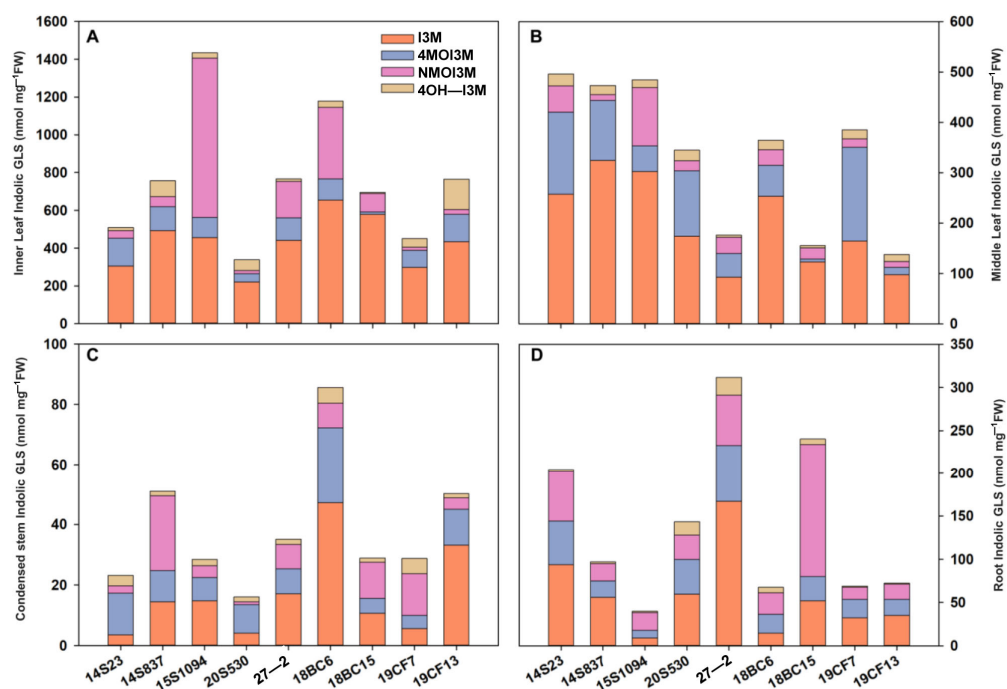 A
Inner Leaf Indolic GLS (nmol mg⁻¹FW)
1600
1400
1200
1000
800
600
400
200
0
I3M
4MOI3M
NMOI3M
4OH—I3M
B
Middle Leaf Indolic GLS (nmol mg⁻¹FW)
600
500
400
300
200
100
0
C
Condensed stem Indolic GLS (nmol mg⁻¹FW)
100
80
60
40
20
0
14S23
14S837
15S1094
20S530
27—2
18BC6
18BC15
19CF7
19CF13
D
Root Indolic GLS (nmol mg⁻¹FW)
350
300
250
200
150
100
50
0
14S23
14S837
15S1094
20S530
27—2
18BC6
18BC15
19CF7
19CF13